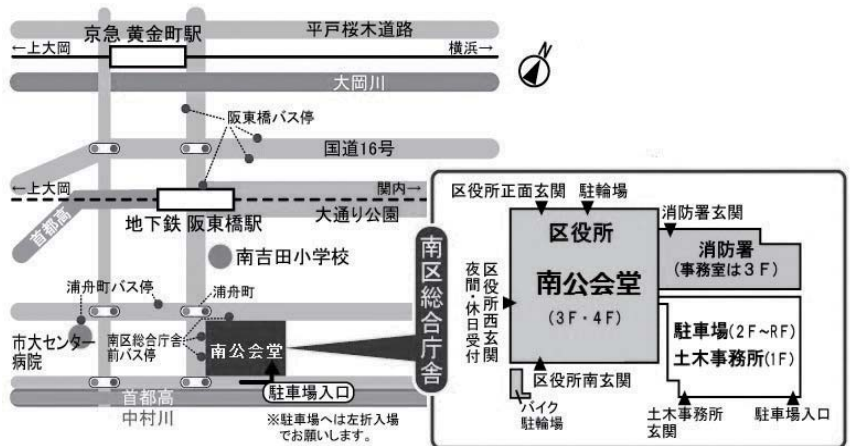 平戸桜木道路
京急 黄金町駅
←上大岡
横浜→
N
大岡川
阪東橋バス停
国道16号
←上大岡
関内→
首都高
地下鉄 阪東橋駅
大通り公園
南吉田小学校
浦舟町バス停
浦舟町
市大センター
病院
南区総合庁舎
前バス停
南公会堂
駐車場入口
首都高
中村川
※駐車場へは左折入場
でお願いします。
南区総合庁舎
区役所正面玄関
駐輪場
消防署玄関
区役所
南公会堂
(3F・4F)
消防署
(事務室は3F)
区役所西玄関
夜間・休日受付
駐車場(2F~RF)
土木事務所(1F)
区役所南玄関
バイク
駐輪場
土木事務所
玄関
駐車場入口